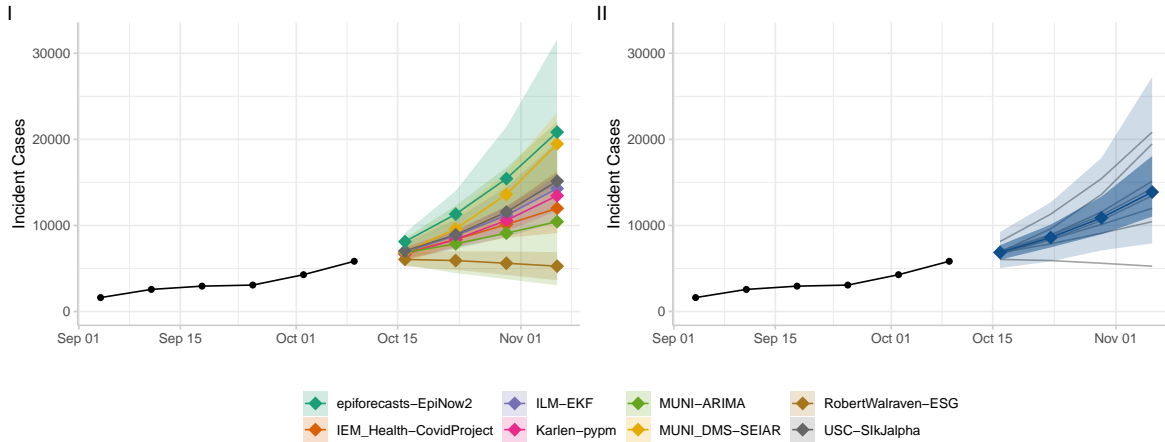 I
II
Incident Cases
30000
20000
10000
0
Sep 01
Sep 15
Oct 01
Oct 15
Nov 01
Incident Cases
30000
20000
10000
0
Sep 01
Sep 15
Oct 01
Oct 15
Nov 01
epiforecasts−EpiNow2
ILM−EKF
MUNI−ARIMA
RobertWalraven−ESG
IEM_Health−CovidProject
Karlen−pypm
MUNI_DMS−SEIAR
USC−SIkJalpha